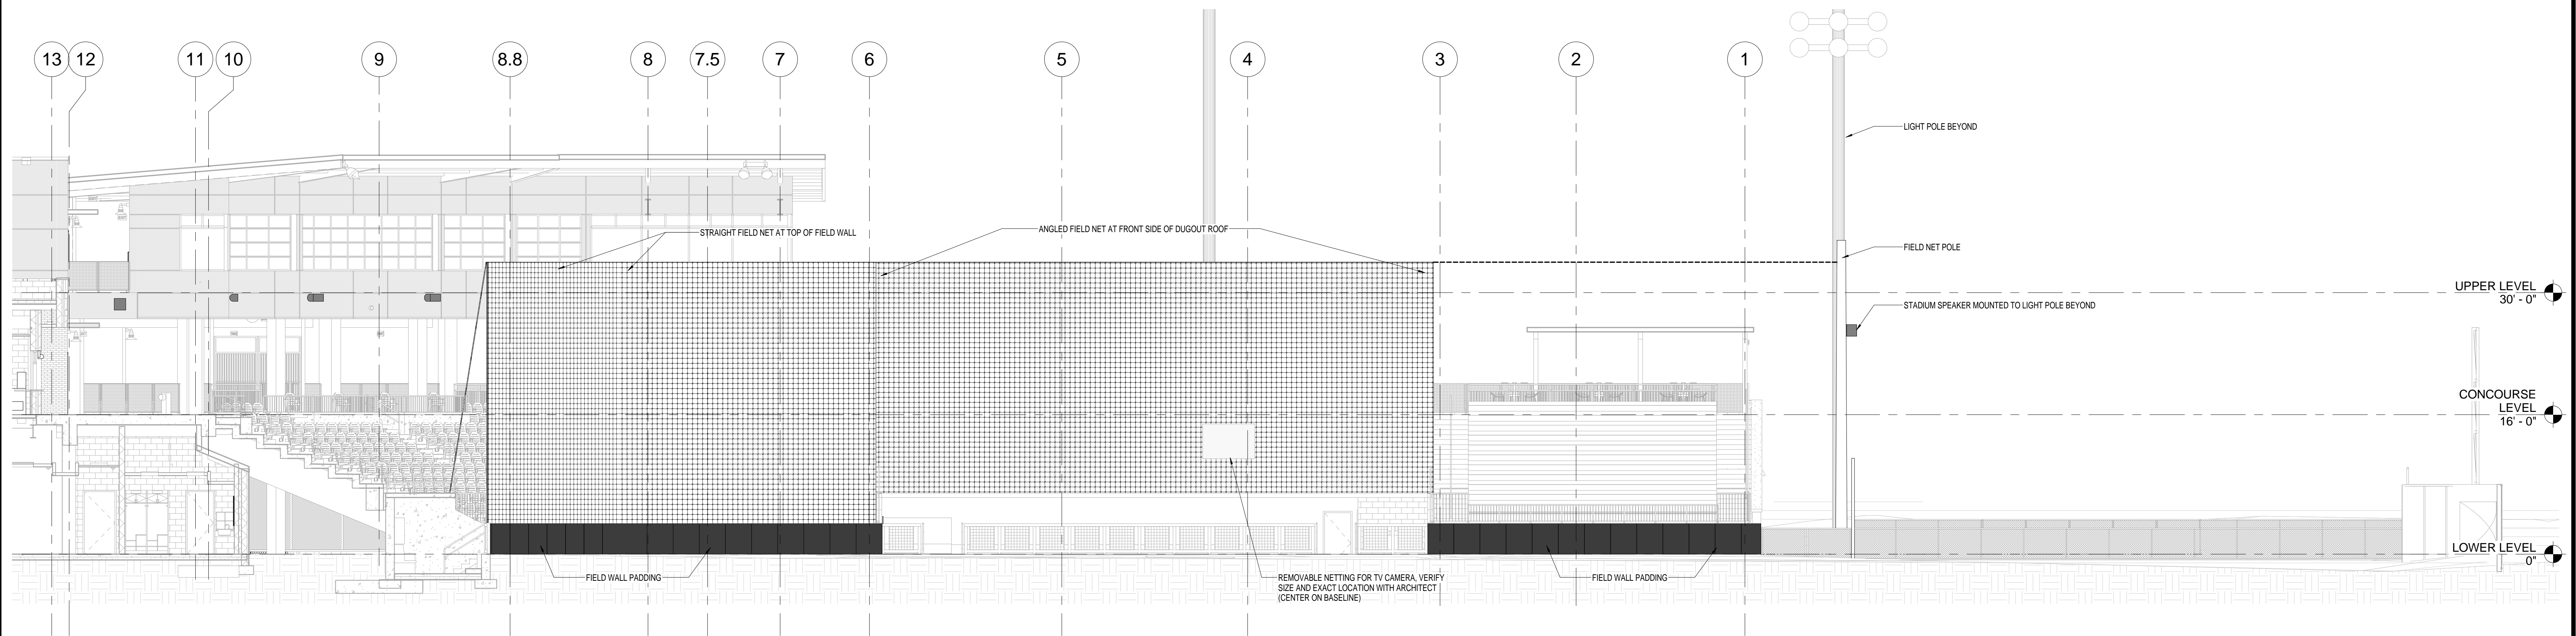 13
12
11
10
9
8.8
8
7.5
7
6
5
4
3
2
1
LIGHT POLE BEYOND
STRAIGHT FIELD NET AT TOP OF FIELD WALL
ANGLED FIELD NET AT FRONT SIDE OF DUGOUT ROOF
FIELD NET POLE
UPPER LEVEL
30' - 0"
STADIUM SPEAKER MOUNTED TO LIGHT POLE BEYOND
CONCOURSE
LEVEL
16' - 0"
LOWER LEVEL
0"
FIELD WALL PADDING
REMOVABLE NETTING FOR TV CAMERA, VERIFY
SIZE AND EXACT LOCATION WITH ARCHITECT
(CENTER ON BASELINE)
FIELD WALL PADDING